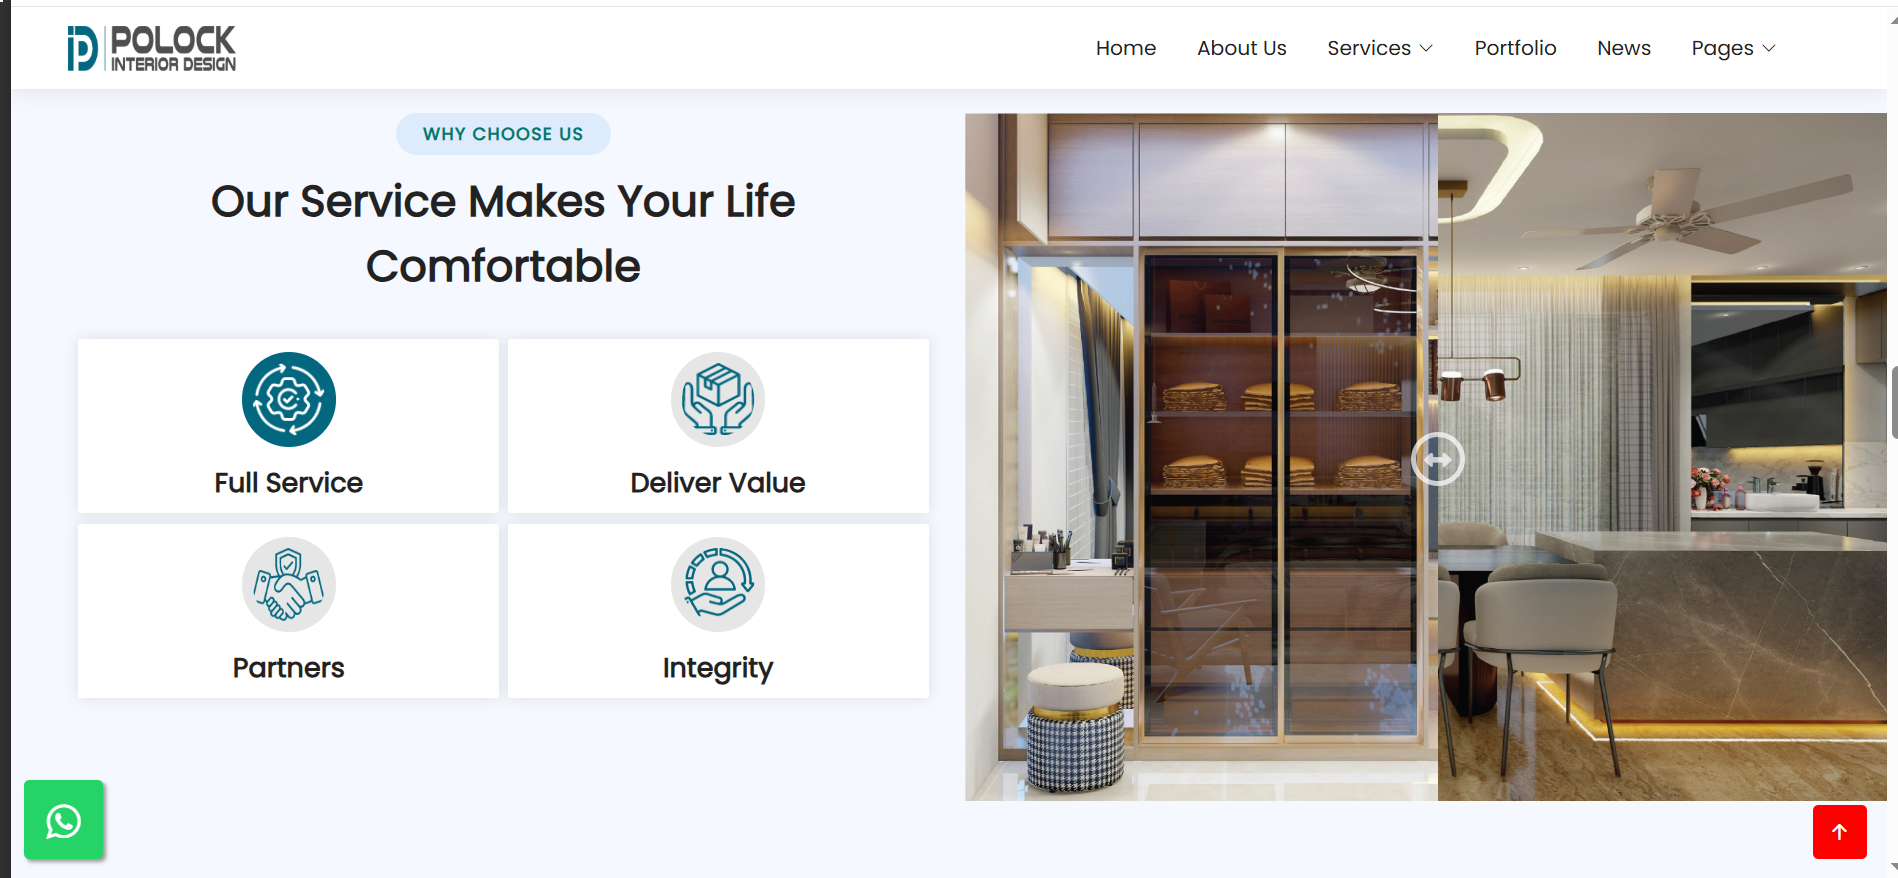 POLOCK
INTERIOR DESIGN
Home About Us Services Portfolio News Pages
WHY CHOOSE US
Our Service Makes Your Life
Comfortable
Full Service
Deliver Value
Partners
Integrity